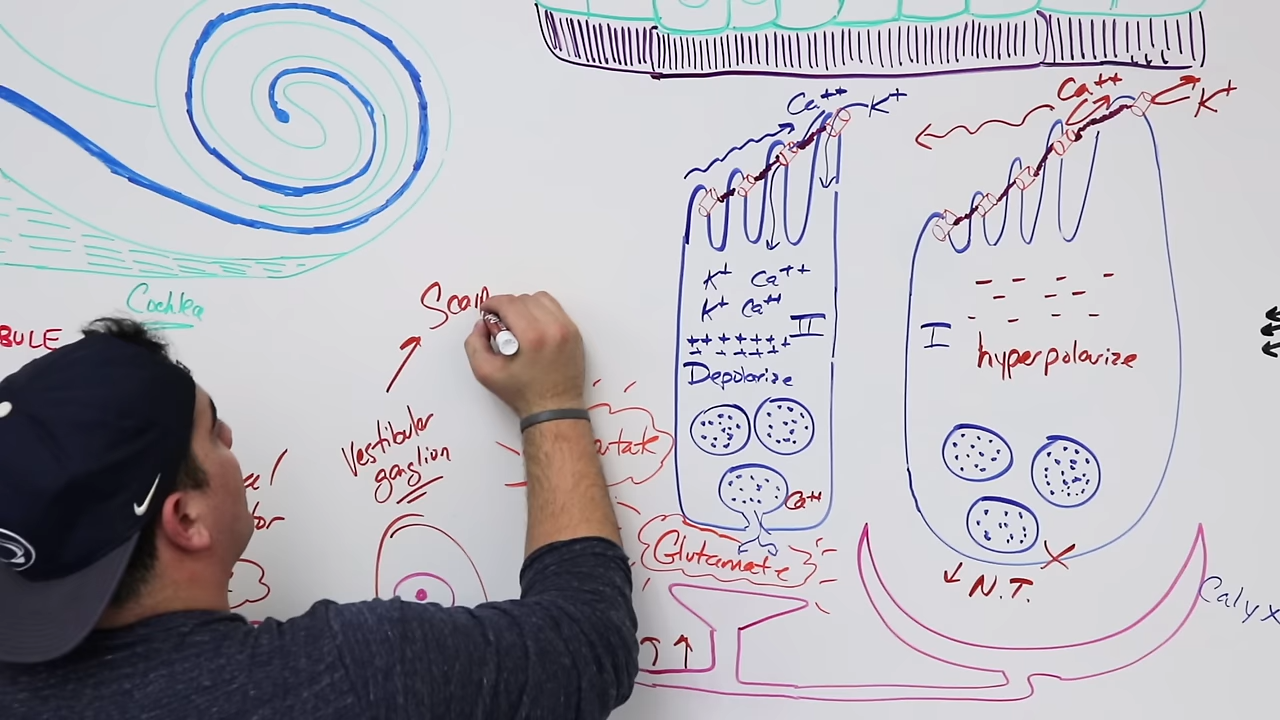 Ca++
K+
Ca++
K+
K+ Ca++
K+ Ca++
II
+++++++
Depolarize
Ca++
Glutamate
I
hyperpolarize
↓ N.T.
Calyx
Cochlea
BULE
Scarp
Vestibular
ganglion
↑ ↑